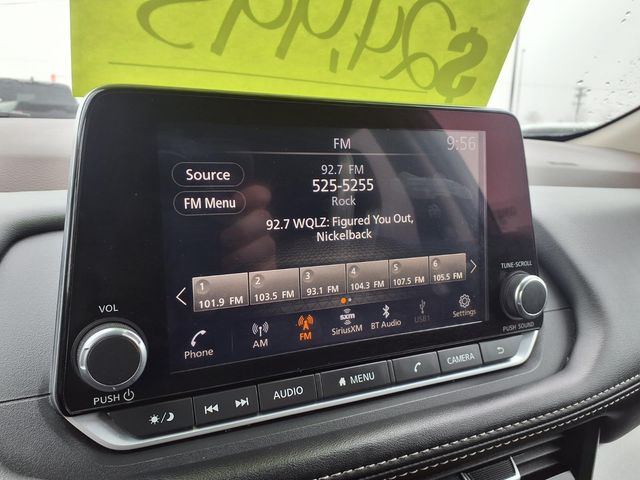 FM
9:56
Source
FM Menu
92.7 FM
525-5255
Rock
92.7 WQLZ: Figured You Out,
Nickelback
1 2 3 4 5 6
101.9 FM 103.5 FM 93.1 FM 104.3 FM 107.5 FM 105.5 FM
Phone AM FM SXM SiriusXM BT Audio USB1 Settings
VOL
PUSH
TUNE·SCROLL
PUSH SOUND
AUDIO MENU CAMERA